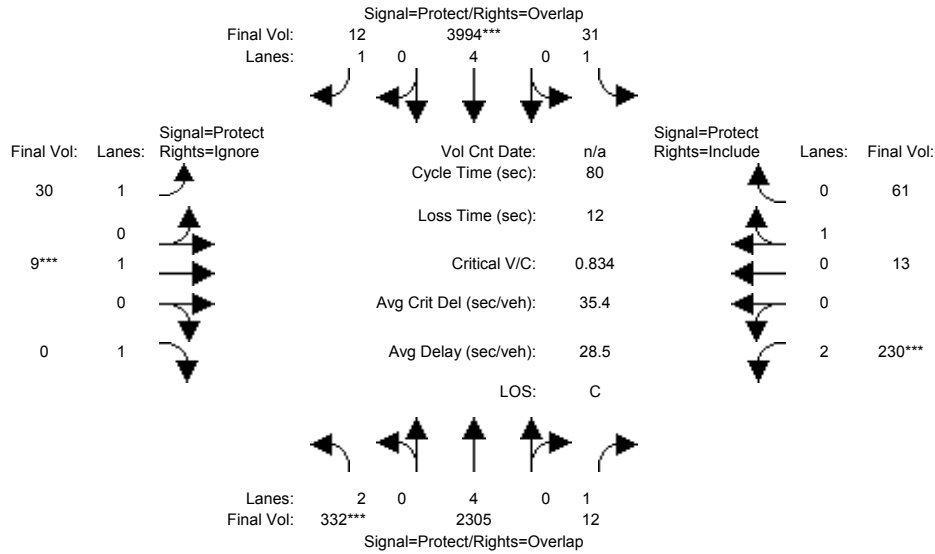 Signal=Protect/Rights=Overlap
Final Vol: 12 3994*** 31
Lanes: 1 0 4 0 1
Signal=Protect Signal=Protect
Final Vol: Lanes: Rights=Ignore Vol Cnt Date: n/a Rights=Include Lanes: Final Vol:
Cycle Time (sec): 80
30 1 0 61
Loss Time (sec): 12
0 1
9*** 1 Critical V/C: 0.834 0 13
0 Avg Crit Del (sec/veh): 35.4 0
0 1 Avg Delay (sec/veh): 28.5 2 230***
LOS: C
Lanes: 2 0 4 0 1
Final Vol: 332*** 2305 12
Signal=Protect/Rights=Overlap